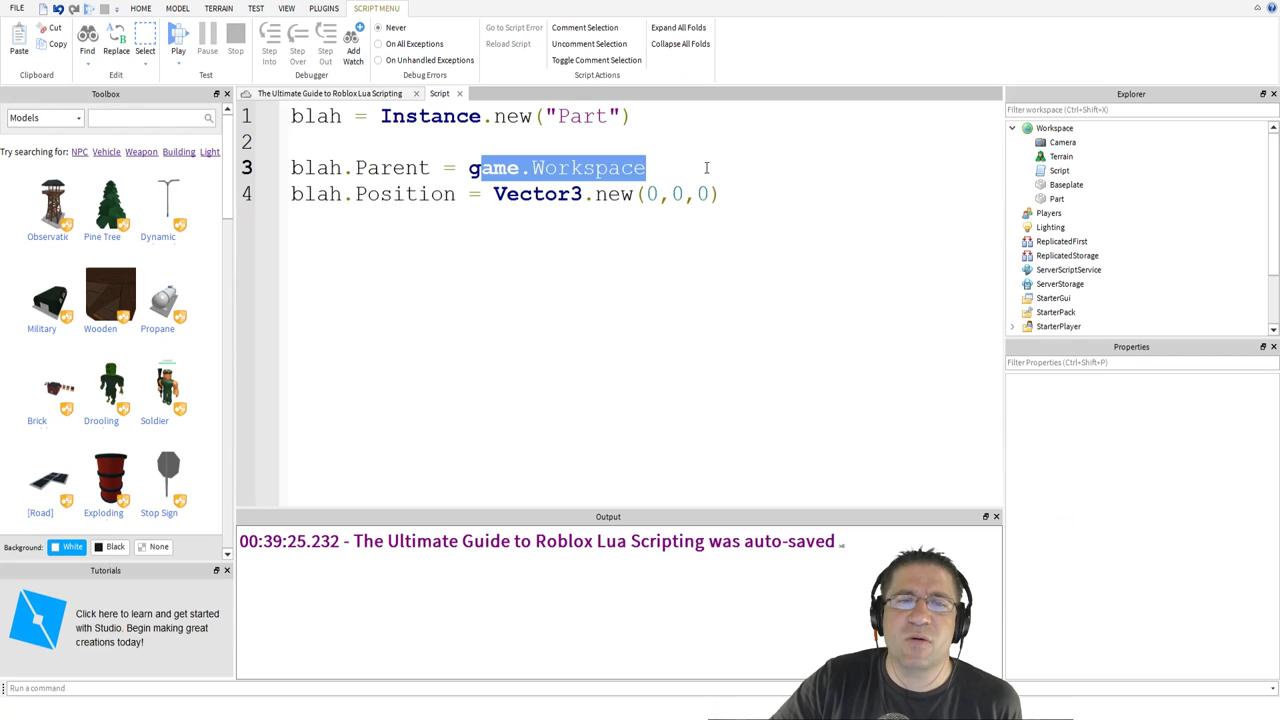 FILE
HOME
MODEL
TERRAIN
TEST
VIEW
PLUGINS
SCRIPT MENU
Paste
Cut
Copy
Clipboard
Find
Replace
Select
Edit
Play
Pause
Stop
Test
Step Into
Step Over
Step Out
Add Watch
Debugger
Never
On All Exceptions
On Unhandled Exceptions
Debug Errors
Go to Script Error
Reload Script
Comment Selection
Uncomment Selection
Toggle Comment Selection
Script Actions
Expand All Folds
Collapse All Folds
Toolbox
Models
Try searching for: NPC Vehicle Weapon Building Light
Observatic
Pine Tree
Dynamic
Military
Wooden
Propane
Brick
Drooling
Soldier
[Road]
Exploding
Stop Sign
Background: White Black None
Tutorials
Click here to learn and get started
with Studio. Begin making great
creations today!
The Ultimate Guide to Roblox Lua Scripting
Script
1 blah = Instance.new("Part")
2
3 blah.Parent = game.Workspace
4 blah.Position = Vector3.new(0,0,0)
Output
00:39:25.232 - The Ultimate Guide to Roblox Lua Scripting was auto-saved
Explorer
Filter workspace (Ctrl+Shift+X)
Workspace
Camera
Terrain
Script
Baseplate
Part
Players
Lighting
ReplicatedFirst
ReplicatedStorage
ServerScriptService
ServerStorage
StarterGui
StarterPack
StarterPlayer
Properties
Filter Properties (Ctrl+Shift+P)
Run a command